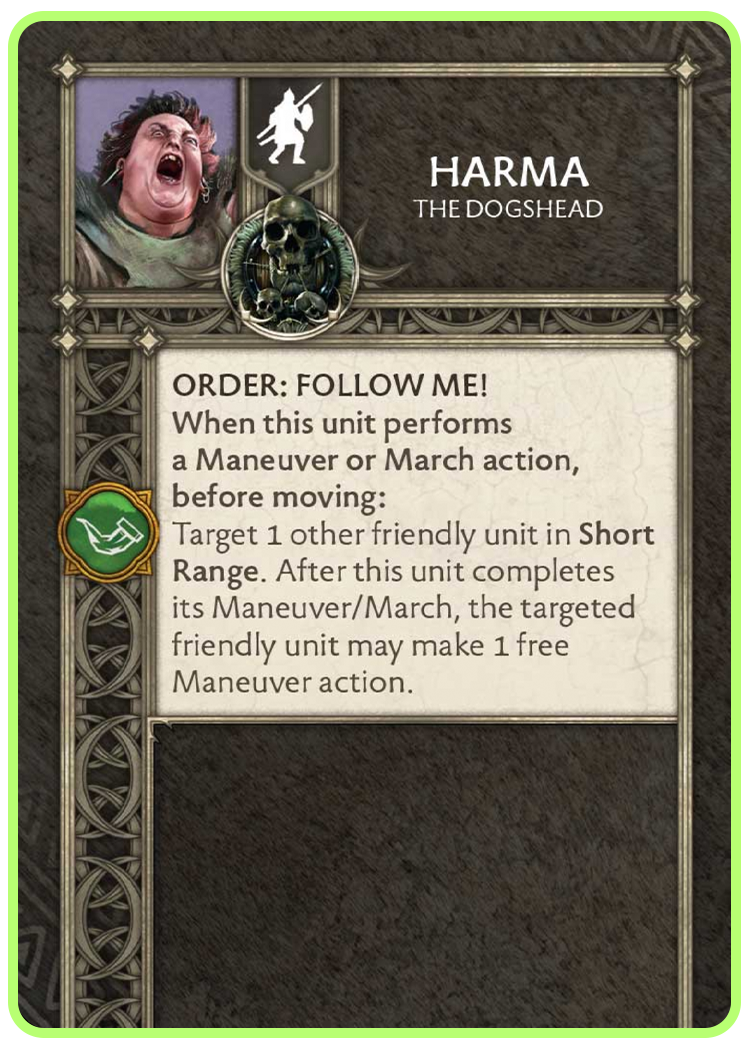 HARMA
THE DOGSHEAD
ORDER: FOLLOW ME!
When this unit performs
a Maneuver or March action,
before moving:
Target 1 other friendly unit in Short
Range. After this unit completes
its Maneuver/March, the targeted
friendly unit may make 1 free
Maneuver action.